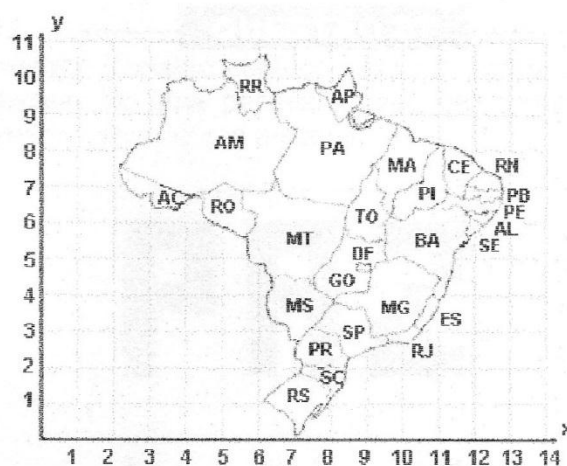 y
11
10 RR AP
9
8 AM PA MA CE RN
7 AC RO TO PI PB
6 MT BA PE
AL
5 DF SE
4 GO
MS MG ES
3 SP
PR RJ
2 SC
1 RS
x
1 2 3 4 5 6 7 8 9 10 11 12 13 14